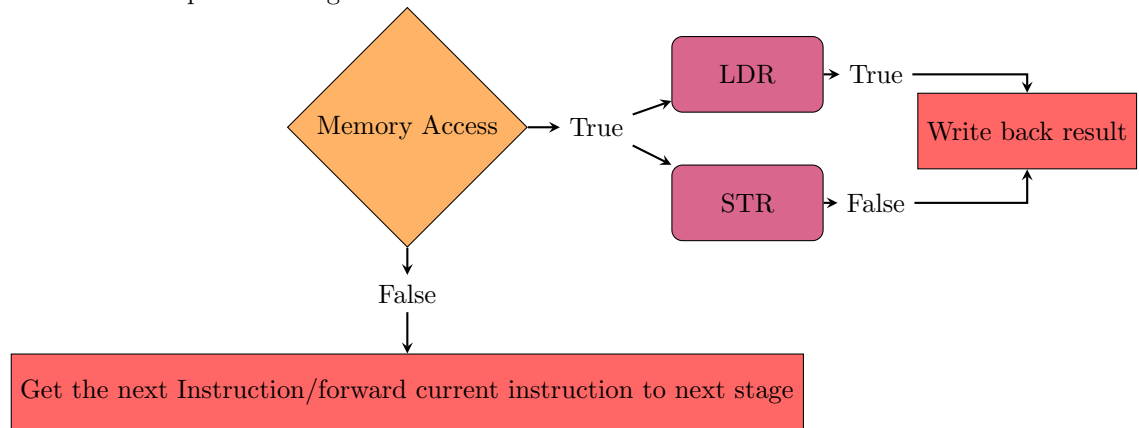 LDR
True
Memory Access
True
Write back result
STR
False
False
Get the next Instruction/forward current instruction to next stage